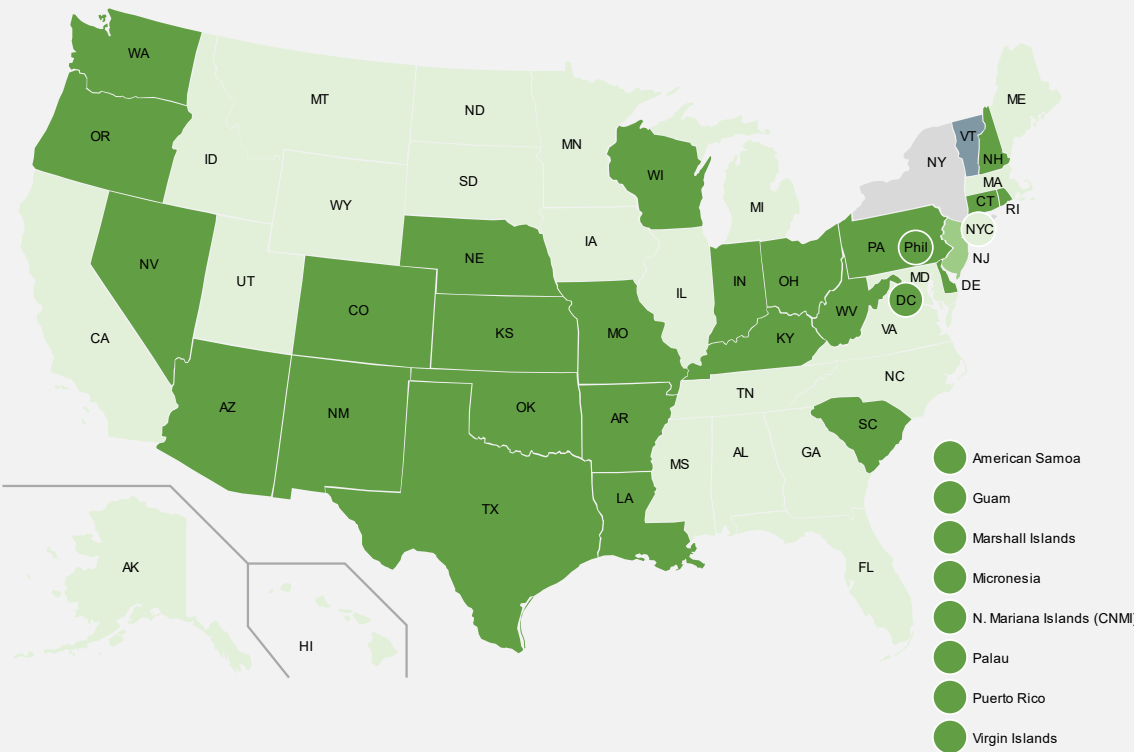 WA
MT
ND
ME
OR
MN
VT
ID
NY
NH
WI
SD
MA
WY
CT
MI
RI
NYC
IA
PA
Phil
NE
NJ
NV
MD
UT
IN
OH
DE
IL
DC
CO
WV
KS
MO
VA
CA
KY
NC
TN
AZ
OK
NM
AR
SC
AL
GA
MS
American Samoa
LA
Guam
TX
Marshall Islands
AK
FL
Micronesia
N. Mariana Islands (CNMI)
HI
Palau
Puerto Rico
Virgin Islands